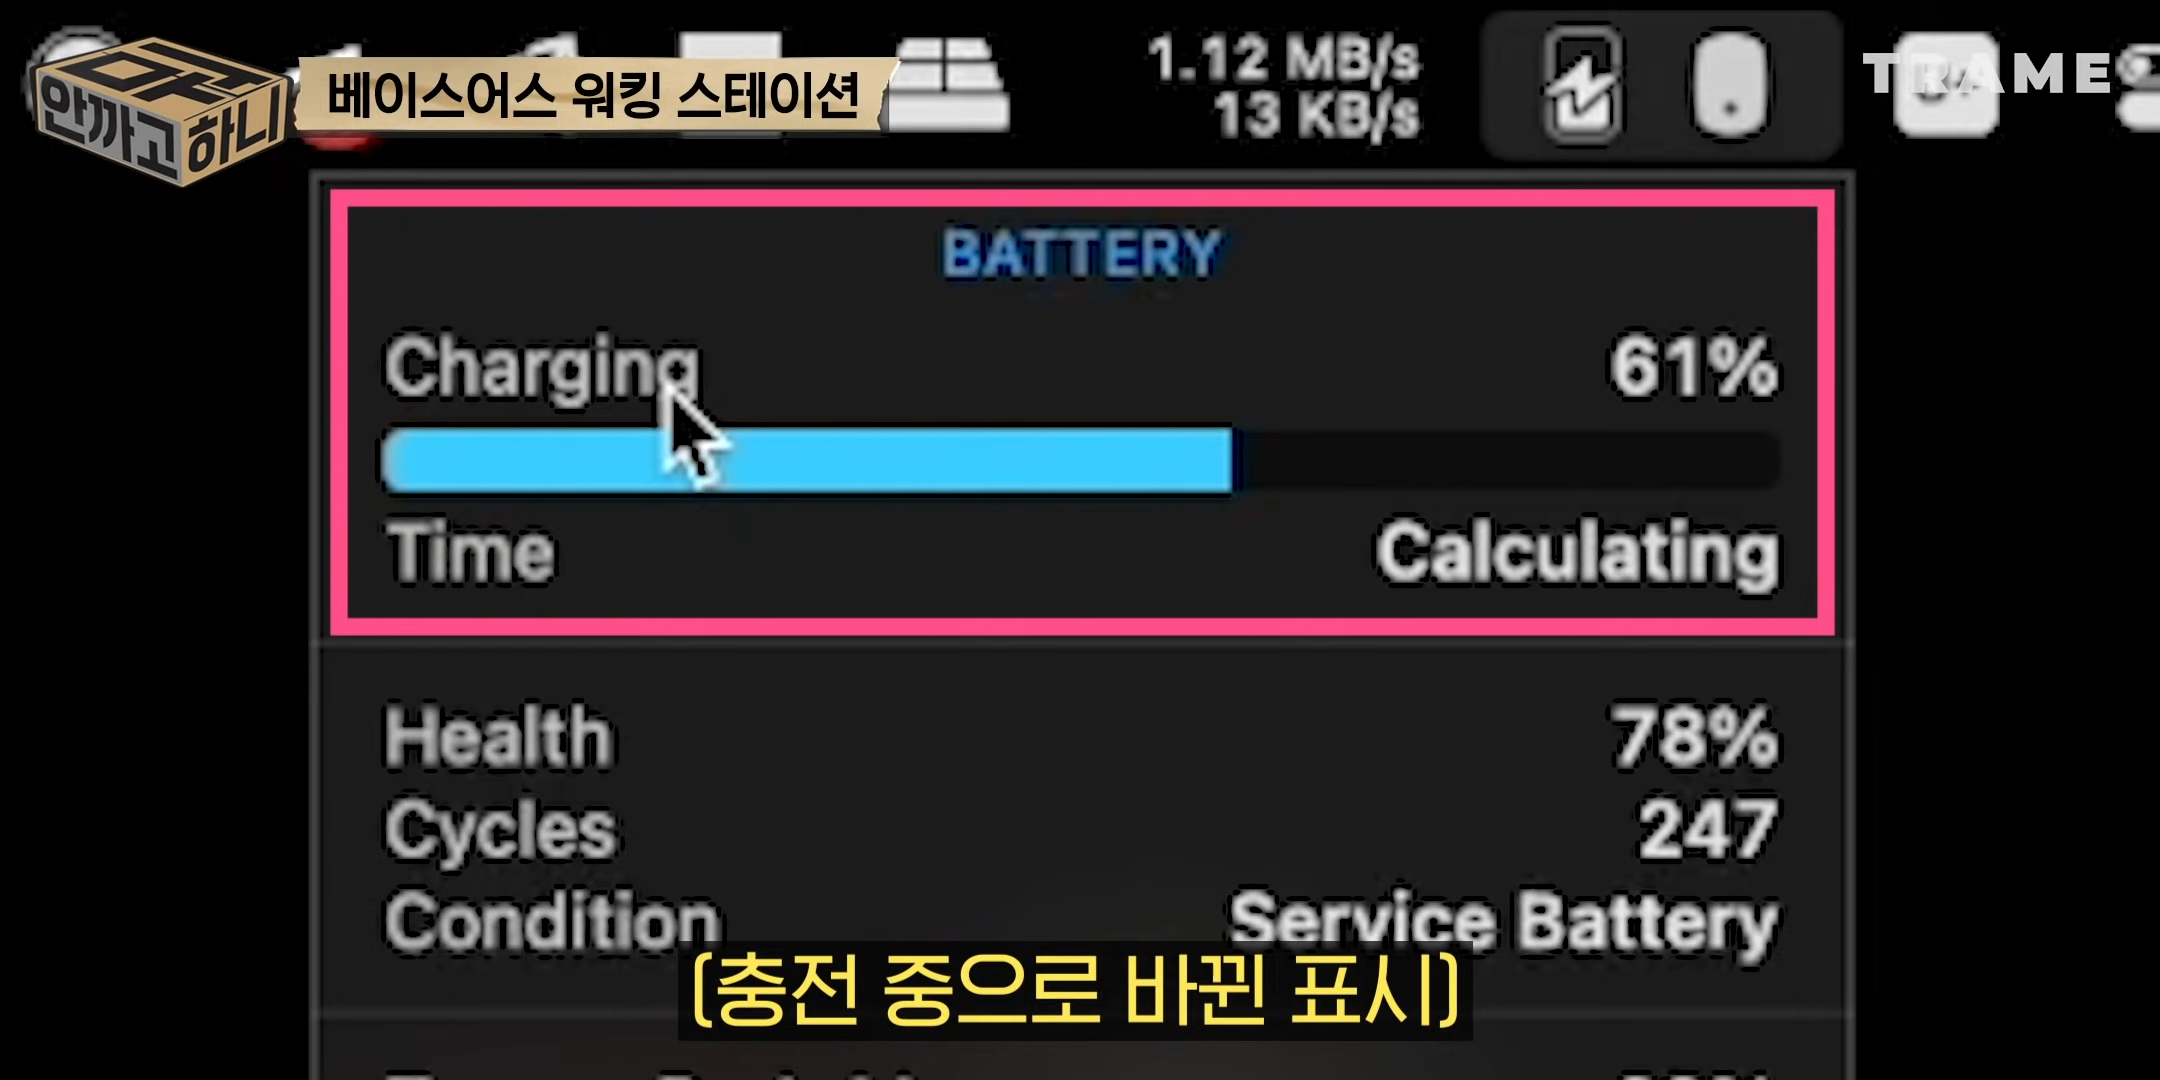 뭐
안까고
하니
베이스어스 워킹 스테이션
1.12 MB/s
13 KB/s
TRAME
BATTERY
Charging 61%
Time Calculating
Health 78%
Cycles 247
Condition Service Battery
(충전 중으로 바뀐 표시)